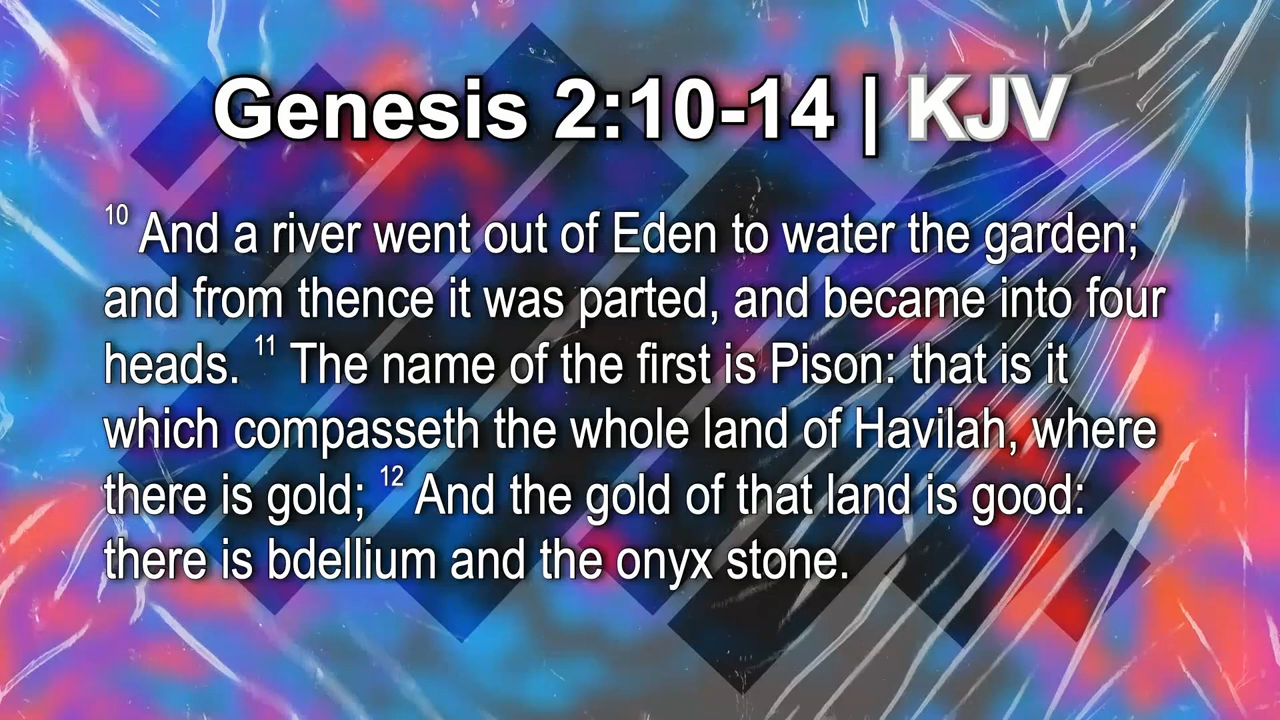 Genesis 2:10-14 | KJV
10 And a river went out of Eden to water the garden;
and from thence it was parted, and became into four
heads. 11 The name of the first is Pison: that is it
which compasseth the whole land of Havilah, where
there is gold; 12 And the gold of that land is good:
there is bdellium and the onyx stone.